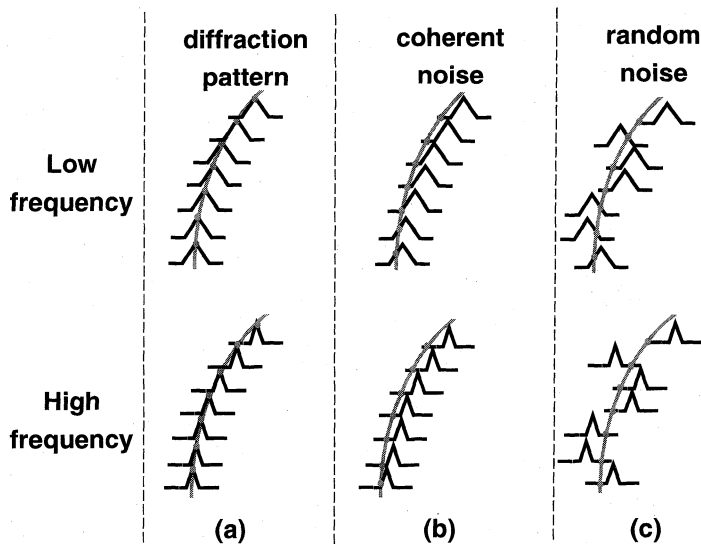 diffraction
pattern
coherent
noise
random
noise
Low
frequency
High
frequency
(a)
(b)
(c)